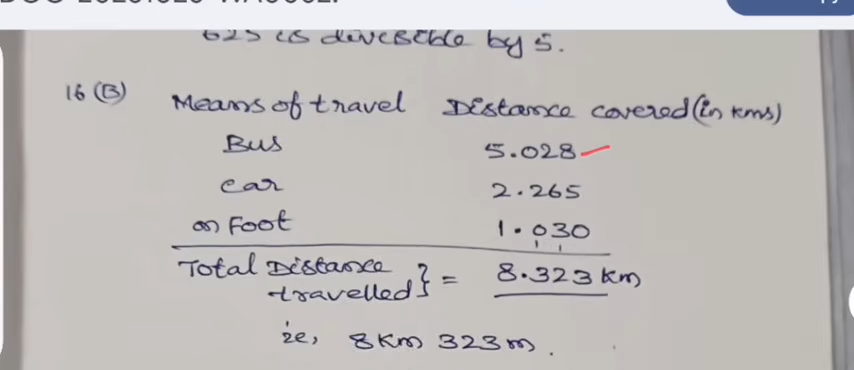 625 is divisible by 5.
16 (B) Means of travel Distance covered (in kms)
Bus 5.028
car 2.265
on Foot 1.030
Total Distance travelled } = 8.323 km
ie, 8 Km 323 m.